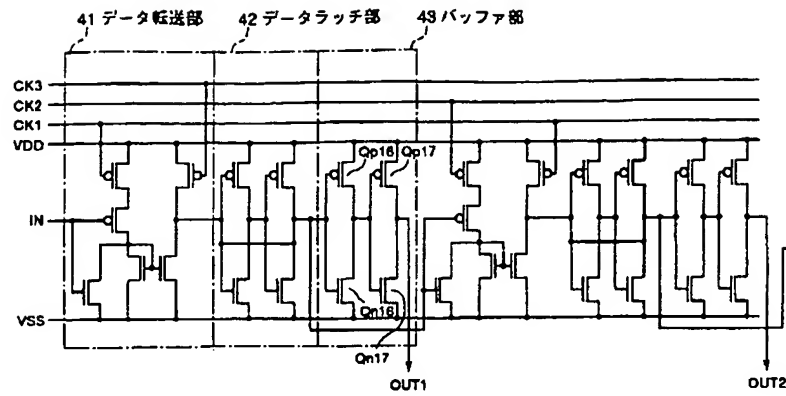 41 データ転送部
42 データラッチ部
43 バッファ部
CK3
CK2
CK1
VDD
Qp16
Qp17
IN
VSS
Qn16
Qn17
OUT1
OUT2